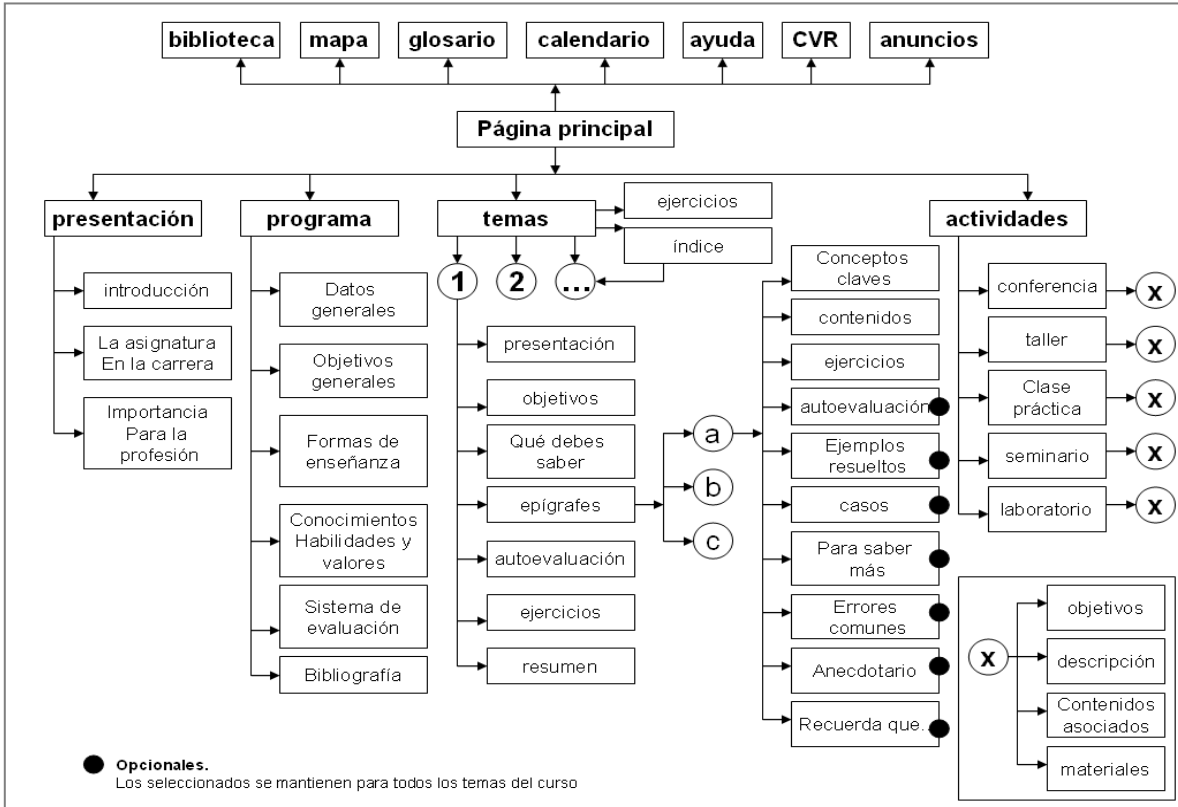 biblioteca
mapa
glosario
calendario
ayuda
CVR
anuncios
Página principal
presentación
programa
temas
actividades
ejercicios
índice
introducción
La asignatura
En la carrera
Importancia
Para la
profesión
Datos
generales
Objetivos
generales
Formas de
enseñanza
Conocimientos
Habilidades y
valores
Sistema de
evaluación
Bibliografía
1
2
...
presentación
objetivos
Qué debes
saber
epígrafes
autoevaluación
ejercicios
resumen
a
b
c
Conceptos
claves
contenidos
ejercicios
autoevaluación
Ejemplos
resueltos
casos
Para saber
más
Errores
comunes
Anecdotario
Recuerda que..
conferencia
x
taller
x
Clase
práctica
x
seminario
x
laboratorio
x
x
objetivos
descripción
Contenidos
asociados
materiales
Opcionales.
Los seleccionados se mantienen para todos los temas del curso